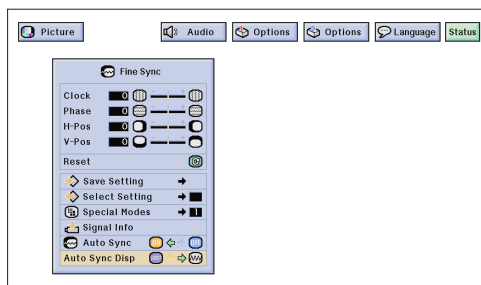 Picture Audio Options Options Language Status
Fine Sync
Clock 0
Phase 0
H-Pos 0
V-Pos 0
Reset
Save Setting
Select Setting
Special Modes 1
Signal Info
Auto Sync
Auto Sync Disp